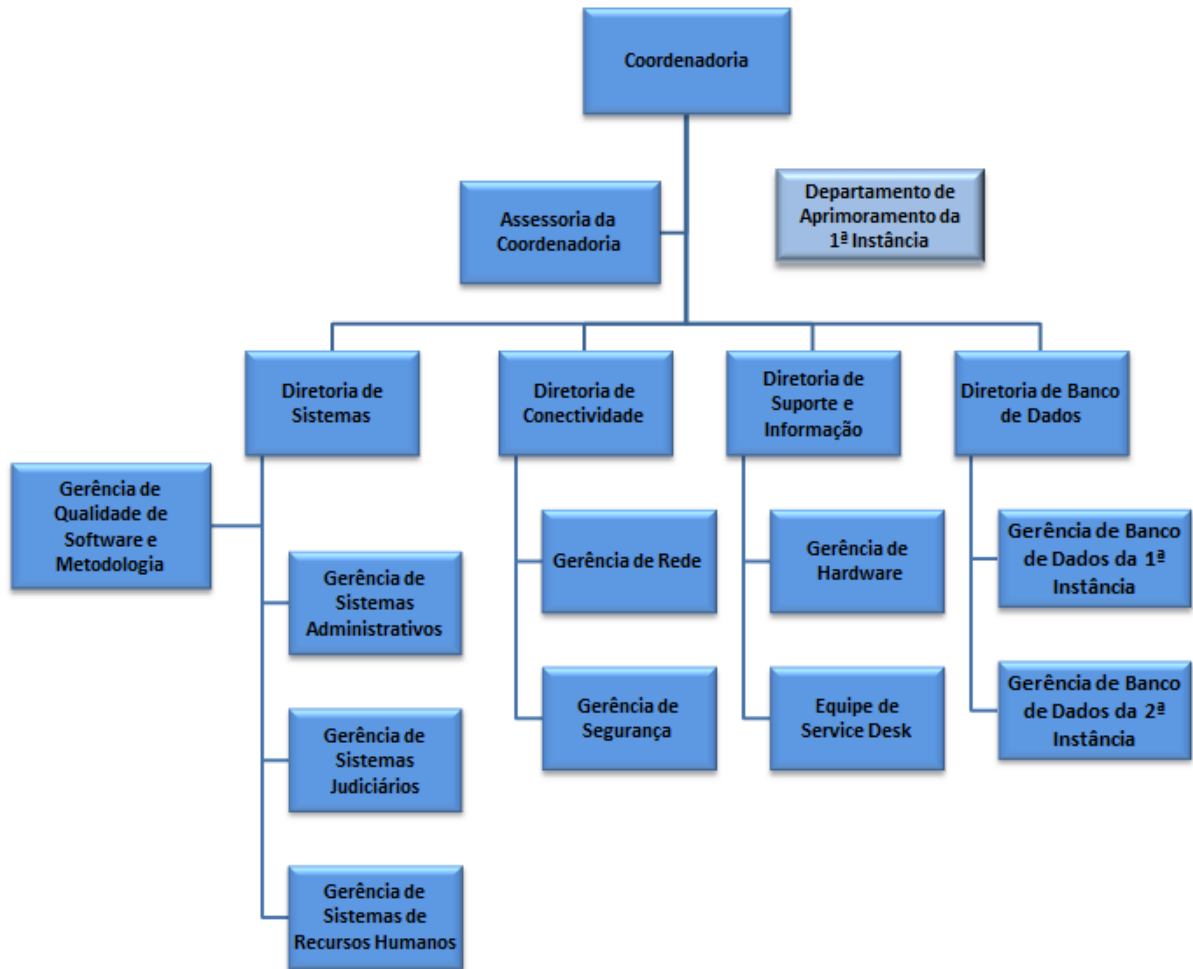 Coordenadoria
Assessoria da
Coordenadoria
Departamento de
Aprimoramento da
1ª Instância
Diretoria de
Sistemas
Diretoria de
Conectividade
Diretoria de
Suporte e
Informação
Diretoria de Banco
de Dados
Gerência de
Qualidade de
Software e
Metodologia
Gerência de
Sistemas
Administrativos
Gerência de
Sistemas
Judiciários
Gerência de
Sistemas de
Recursos Humanos
Gerência de Rede
Gerência de
Segurança
Gerência de
Hardware
Equipe de
Service Desk
Gerência de Banco
de Dados da 1ª
Instância
Gerência de Banco
de Dados da 2ª
Instância